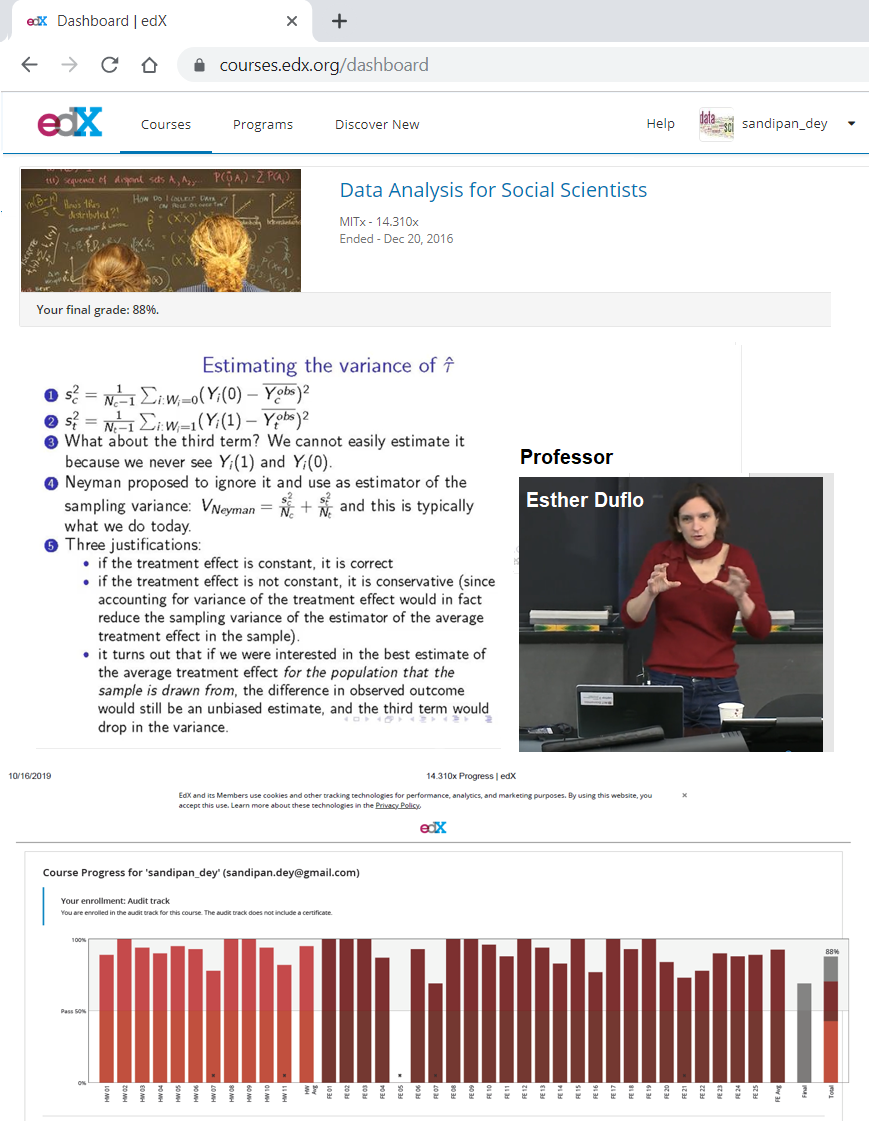 edX Dashboard | edX
courses.edx.org/dashboard
edX Courses Programs Discover New Help sandipan_dey
data
sci
(iii) sequence of disjoint sets A₁, A₂, ... P(∪Aᵢ) = ΣP(Aᵢ)
HOW DO I COLLECT DATA
Data Analysis for Social Scientists
MITx - 14.310x
Ended - Dec 20, 2016
Your final grade: 88%.
Estimating the variance of τ̂
1 s_c^2 = 1/(N_c−1) ∑_{i:W_i=0}(Y_i(0) − \overline{Y_c^{obs}})^2
2 s_t^2 = 1/(N_t−1) ∑_{i:W_i=1}(Y_i(1) − \overline{Y_t^{obs}})^2
3 What about the third term? We cannot easily estimate it
because we never see Y_i(1) and Y_i(0).
4 Neyman proposed to ignore it and use as estimator of the
sampling variance: V_{Neyman} = s_c^2/N_c + s_t^2/N_t and this is typically
what we do today.
5 Three justifications:
• if the treatment effect is constant, it is correct
• if the treatment effect is not constant, it is conservative (since
accounting for variance of the treatment effect would in fact
reduce the sampling variance of the estimator of the average
treatment effect in the sample).
• it turns out that if we were interested in the best estimate of
the average treatment effect for the population that the
sample is drawn from, the difference in observed outcome
would still be an unbiased estimate, and the third term would
drop in the variance.
Professor
Esther Duflo
10/16/2019 14.310x Progress | edX
EdX and its Members use cookies and other tracking technologies for performance, analytics, and marketing purposes. By using this website, you
accept this use. Learn more about these technologies in the Privacy Policy.
edX
Course Progress for 'sandipan_dey' (sandipan.dey@gmail.com)
Your enrollment: Audit track
You are enrolled in the audit track for this course. The audit track does not include a certificate.
100%
88%
Pass 50%
0%
HW 01 HW 02 HW 03 HW 04 HW 05 HW 06 HW 07 HW 08 HW 09 HW 10 HW 11 HW Avg FE 01 FE 02 FE 03 FE 04 FE 05 FE 06 FE 07 FE 08 FE 09 FE 10 FE 11 FE 12 FE 13 FE 14 FE 15 FE 16 FE 17 FE 18 FE 19 FE 20 FE 21 FE 22 FE 23 FE 24 FE 25 FE Avg Final Total